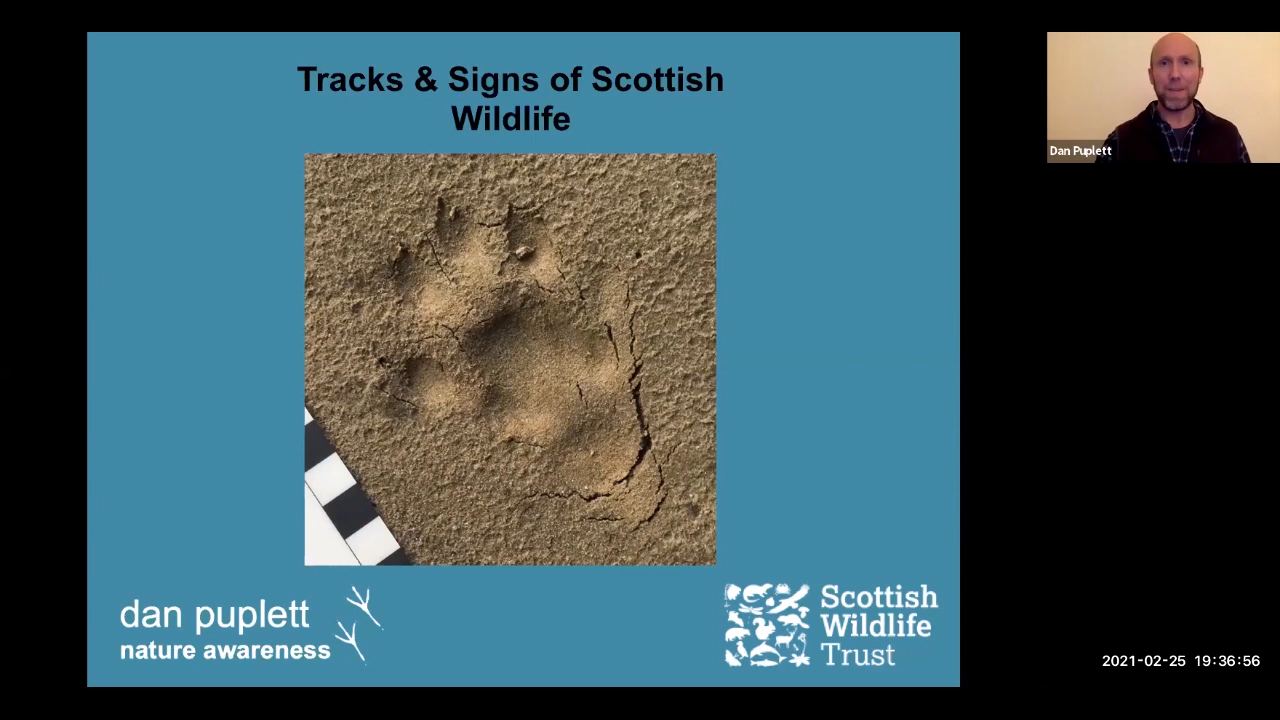 Tracks & Signs of Scottish
Wildlife
Dan Puplett
dan puplett
nature awareness
Scottish
Wildlife
Trust
2021-02-25 19:36:56